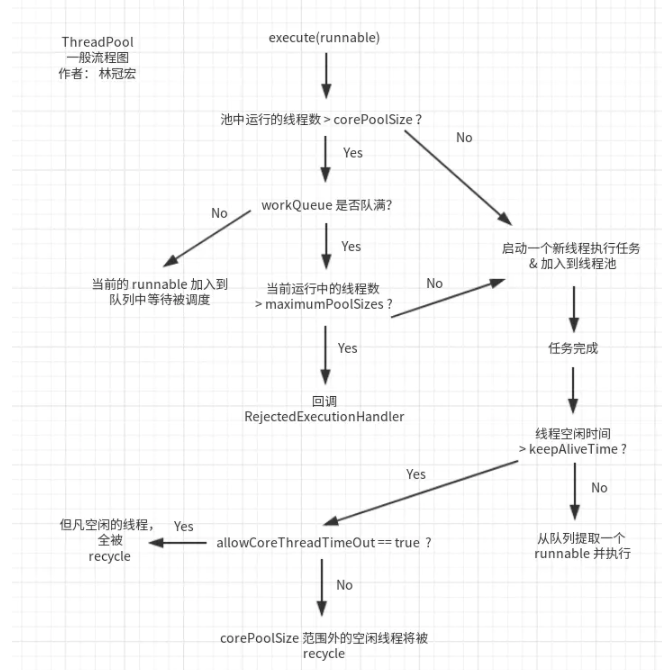 ThreadPool
一般流程图
作者： 林冠宏
execute(runnable)
池中运行的线程数 > corePoolSize ?
No
Yes
workQueue 是否队满?
No
Yes
启动一个新线程执行任务
& 加入到线程池
当前的 runnable 加入到
队列中等待被调度
当前运行中的线程数
> maximumPoolSizes ?
No
Yes
任务完成
回调
RejectedExecutionHandler
线程空闲时间
> keepAliveTime ?
Yes
No
但凡空闲的线程，
全被
recycle
Yes
allowCoreThreadTimeOut == true ?
从队列提取一个
runnable 并执行
No
corePoolSize 范围外的空闲线程将被
recycle